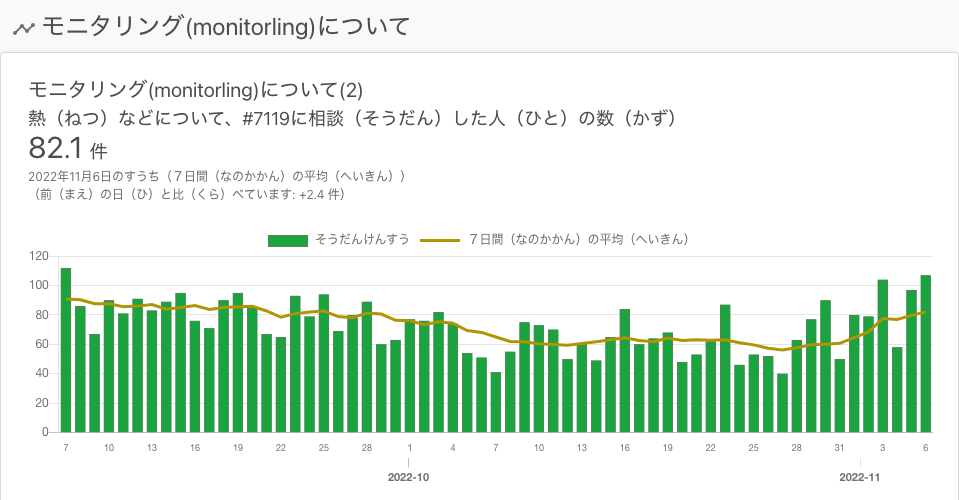 モニタリング(monitorling)について
モニタリング(monitorling)について(2)
熱（ねつ）などについて、#7119に相談（そうだん）した人（ひと）の数（かず）
82.1 件
2022年11月6日のすうち（７日間（なのかかん）の平均（へいきん））
（前（まえ）の日（ひ）と比（くら）べています: +2.4 件）
そうだんけんすう ７日間（なのかかん）の平均（へいきん）
120
100
80
60
40
20
0
7 10 13 16 19 22 25 28 1 4 7 10 13 16 19 22 25 28 31 3 6
2022-10 2022-11